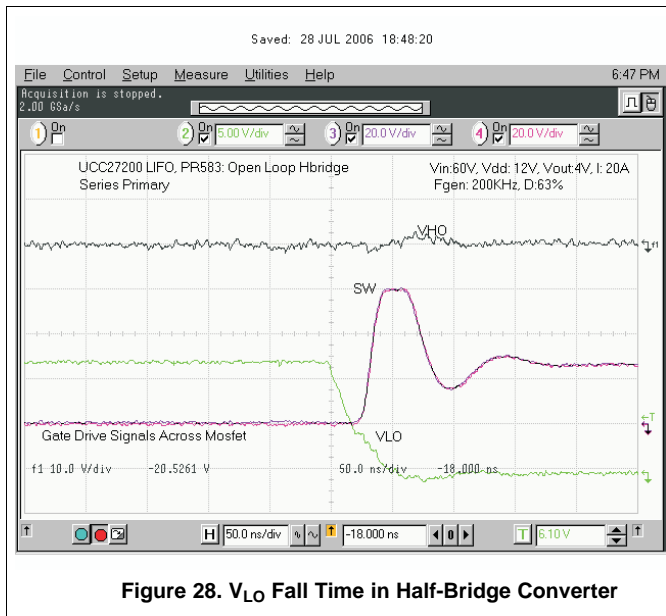 Saved: 28 JUL 2006 18:48:20
File Control Setup Measure Utilities Help 6:47 PM
Acquisition is stopped.
2.00 GSa/s
1 On 2 On 5.00 V/div 3 On 20.0 V/div 4 On 20.0 V/div
UCC27200 LIFO, PR583: Open Loop Hbridge
Series Primary
Vin:60V, Vdd: 12V, Vout:4V, I: 20A
Fgen: 200KHz, D:63%
VHO
f1
SW
T
Gate Drive Signals Across Mosfet
VLO
f1 10.0 V/div -20.5261 V 50.0 ns/div -18.000 ns
H 50.0 ns/div -18.000 ns 0 T 6.10 V
Figure 28. VLO Fall Time in Half-Bridge Converter